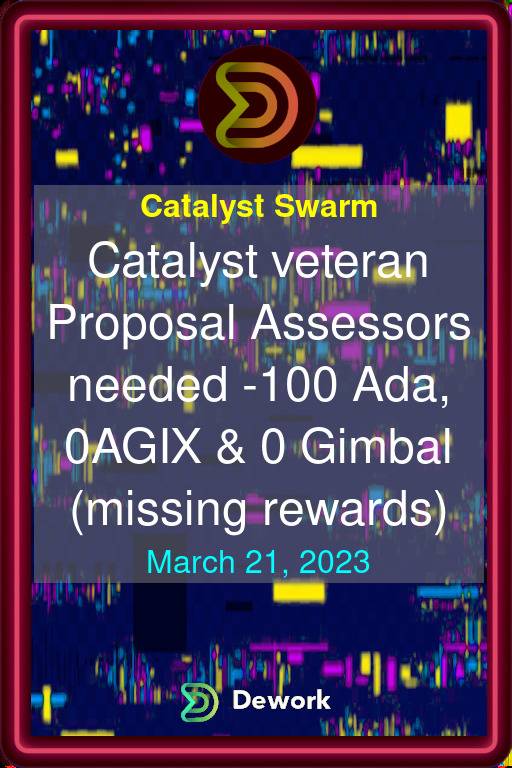 Catalyst Swarm
Catalyst veteran
Proposal Assessors
needed -100 Ada,
0AGIX & 0 Gimbal
(missing rewards)
March 21, 2023
Dework